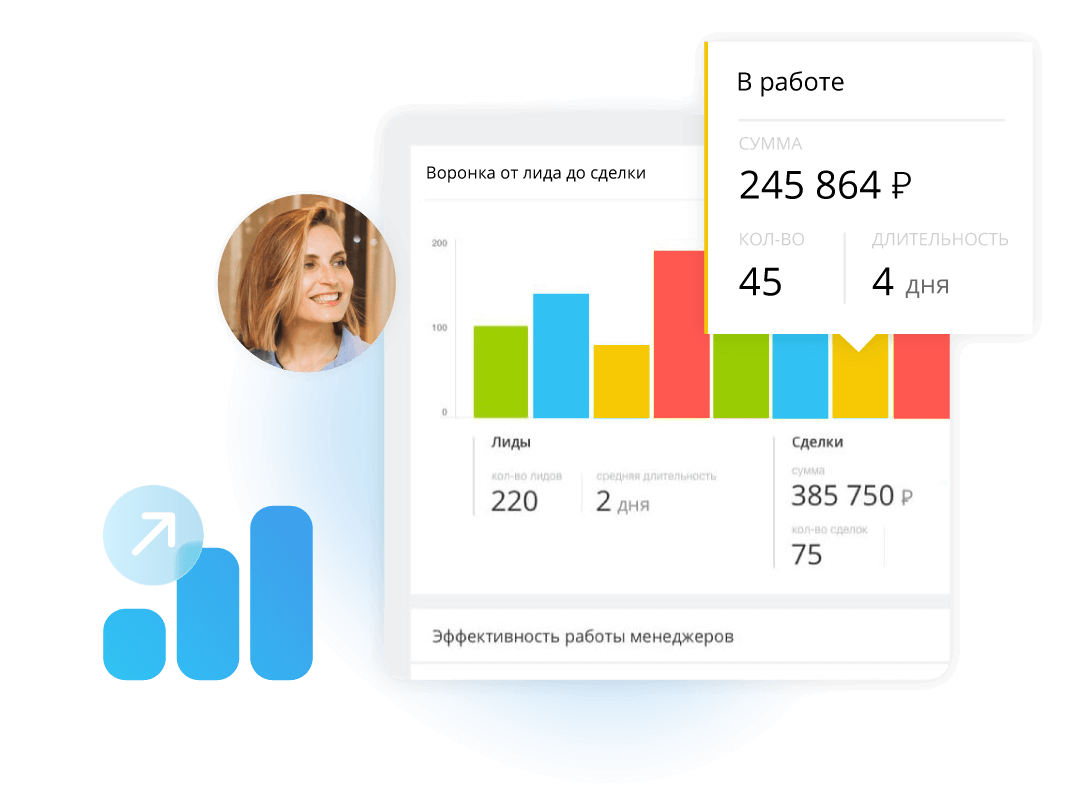 В работе
СУММА
245 864 ₽
КОЛ-ВО
ДЛИТЕЛЬНОСТЬ
45
4 дня
Воронка от лида до сделки
200
100
0
Лиды
кол-во лидов
средняя длительность
220
2 дня
Сделки
сумма
385 750 ₽
кол-во сделок
75
Эффективность работы менеджеров